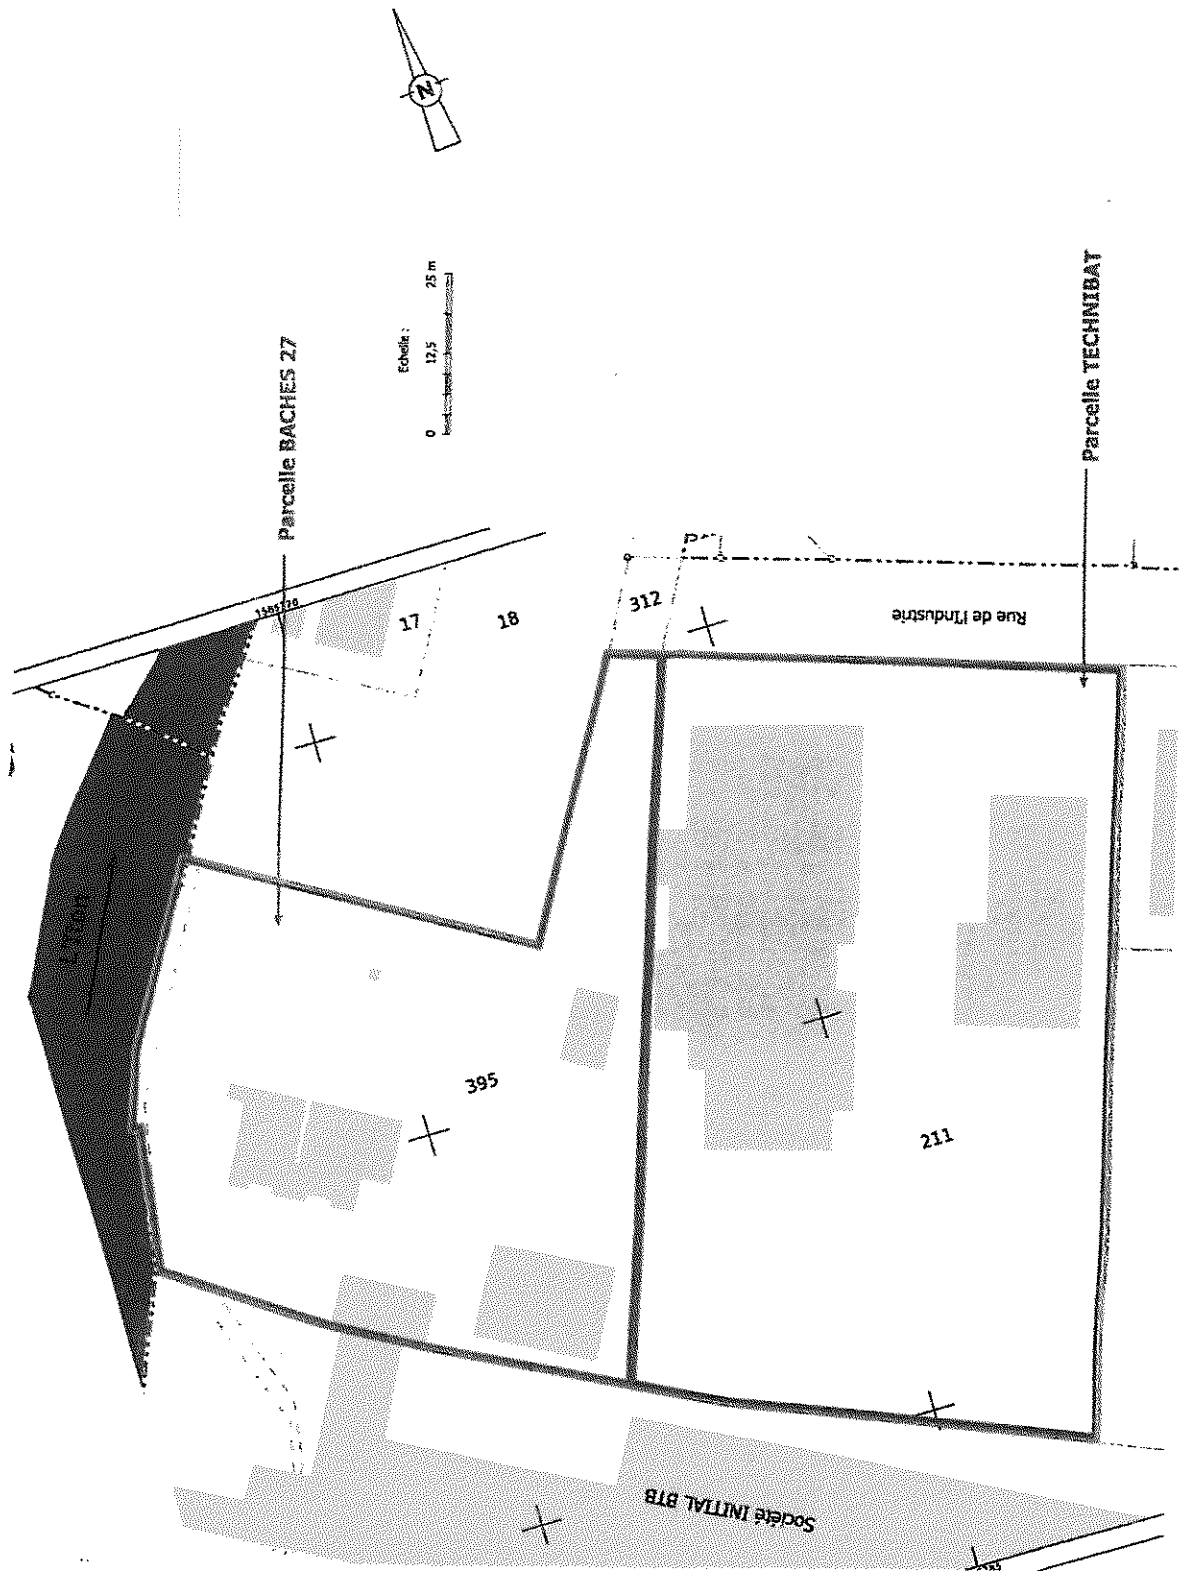 N
Echelle :
0 12,5 25 m
Parcelle BACHES 27
Parcelle TECHNIBAT
17
18
312
Rue de l'Industrie
395
211
Société INITIAL BTB